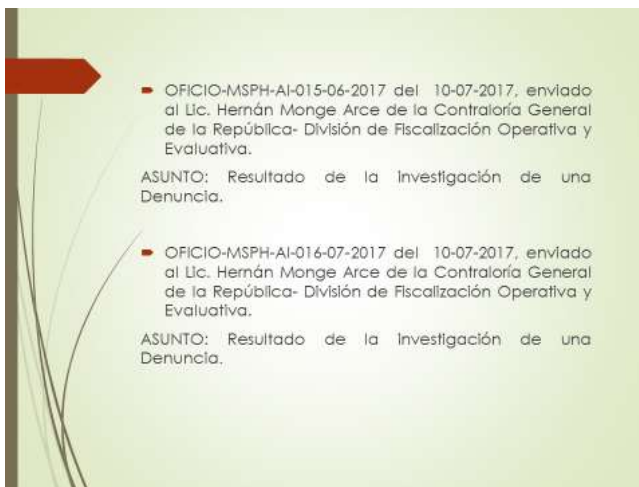 OFICIO-MSPH-AI-015-06-2017 del 10-07-2017, enviado
al Lic. Hernán Monge Arce de la Contraloría General
de la República- División de Fiscalización Operativa y
Evaluativa.
ASUNTO: Resultado de la investigación de una
Denuncia.
OFICIO-MSPH-AI-016-07-2017 del 10-07-2017, enviado
al Lic. Hernán Monge Arce de la Contraloría General
de la República- División de Fiscalización Operativa y
Evaluativa.
ASUNTO: Resultado de la investigación de una
Denuncia.